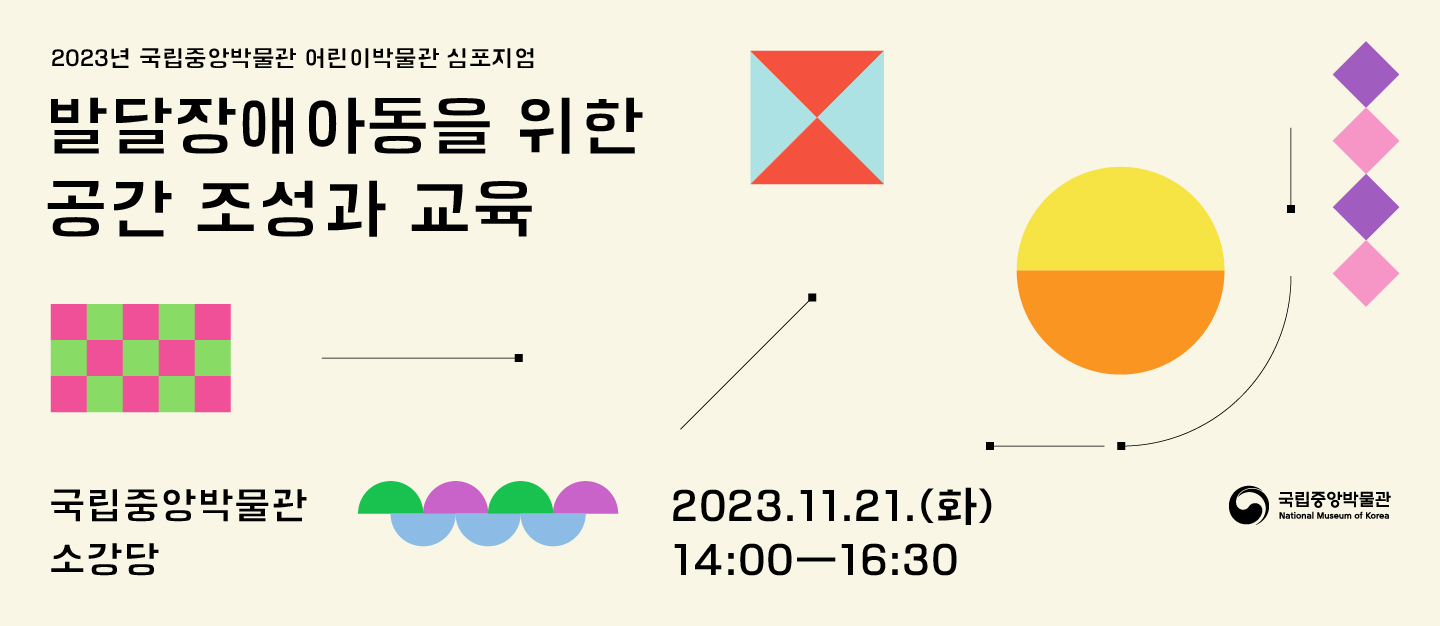 2023년 국립중앙박물관 어린이박물관 심포지엄
발달장애아동을 위한
공간 조성과 교육
국립중앙박물관
소강당
2023.11.21.(화)
14:00—16:30
국립중앙박물관
National Museum of Korea